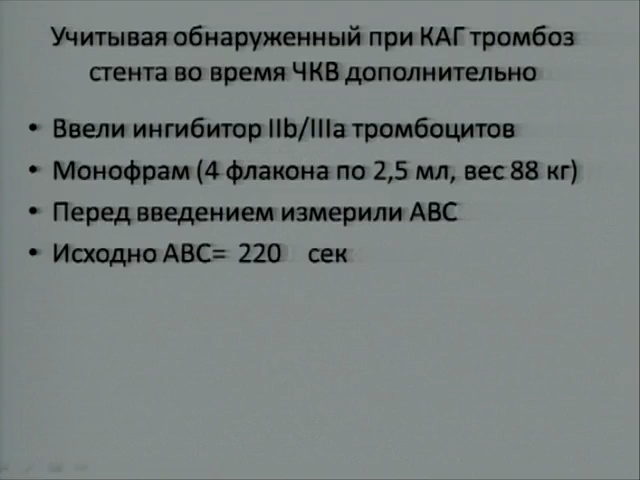 Учитывая обнаруженный при КАГ тромбоз
стента во время ЧКВ дополнительно
• Ввели ингибитор IIb/IIIa тромбоцитов
• Монофрам (4 флакона по 2,5 мл, вес 88 кг)
• Перед введением измерили АВС
• Исходно АВС= 220 сек